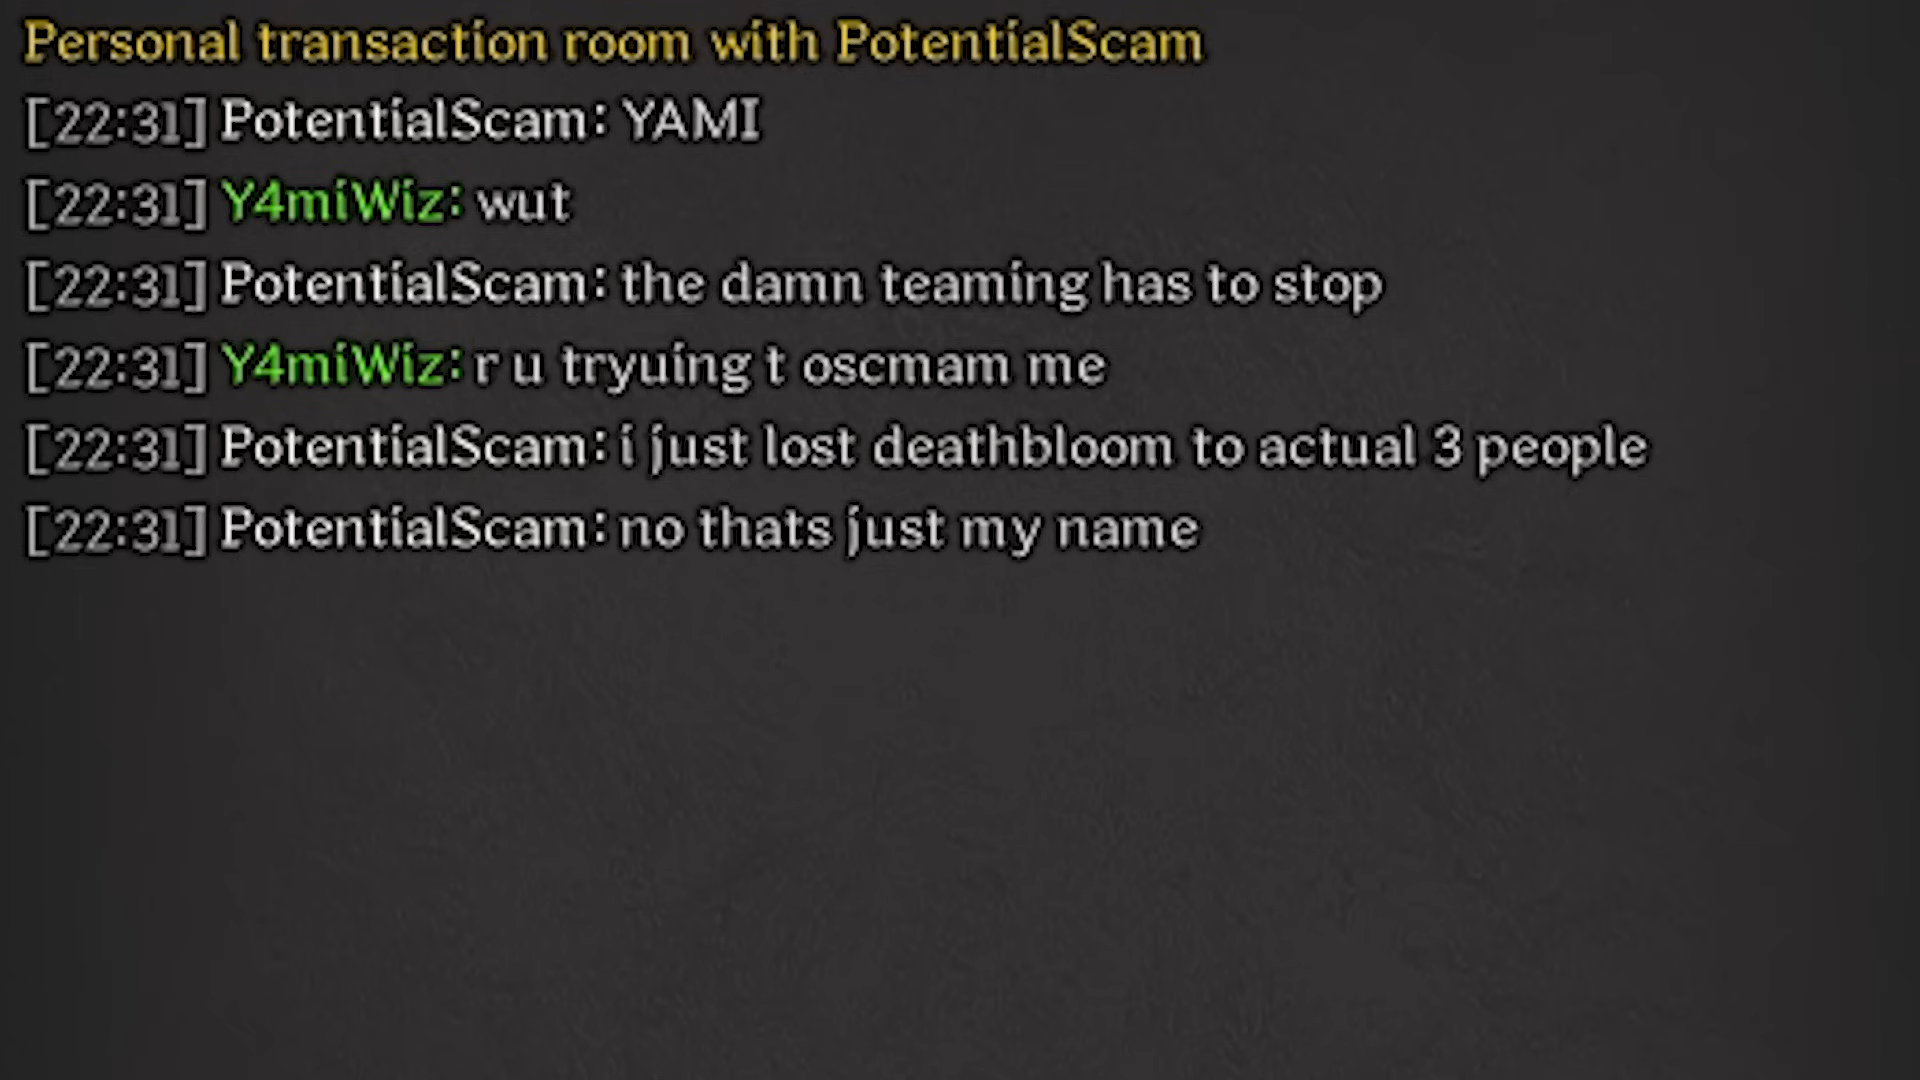 Personal transaction room with PotentialScam
[22:31] PotentialScam: YAMI
[22:31] Y4miWiz: wut
[22:31] PotentialScam: the damn teaming has to stop
[22:31] Y4miWiz: r u tryuing t oscmam me
[22:31] PotentialScam: i just lost deathbloom to actual 3 people
[22:31] PotentialScam: no thats just my name